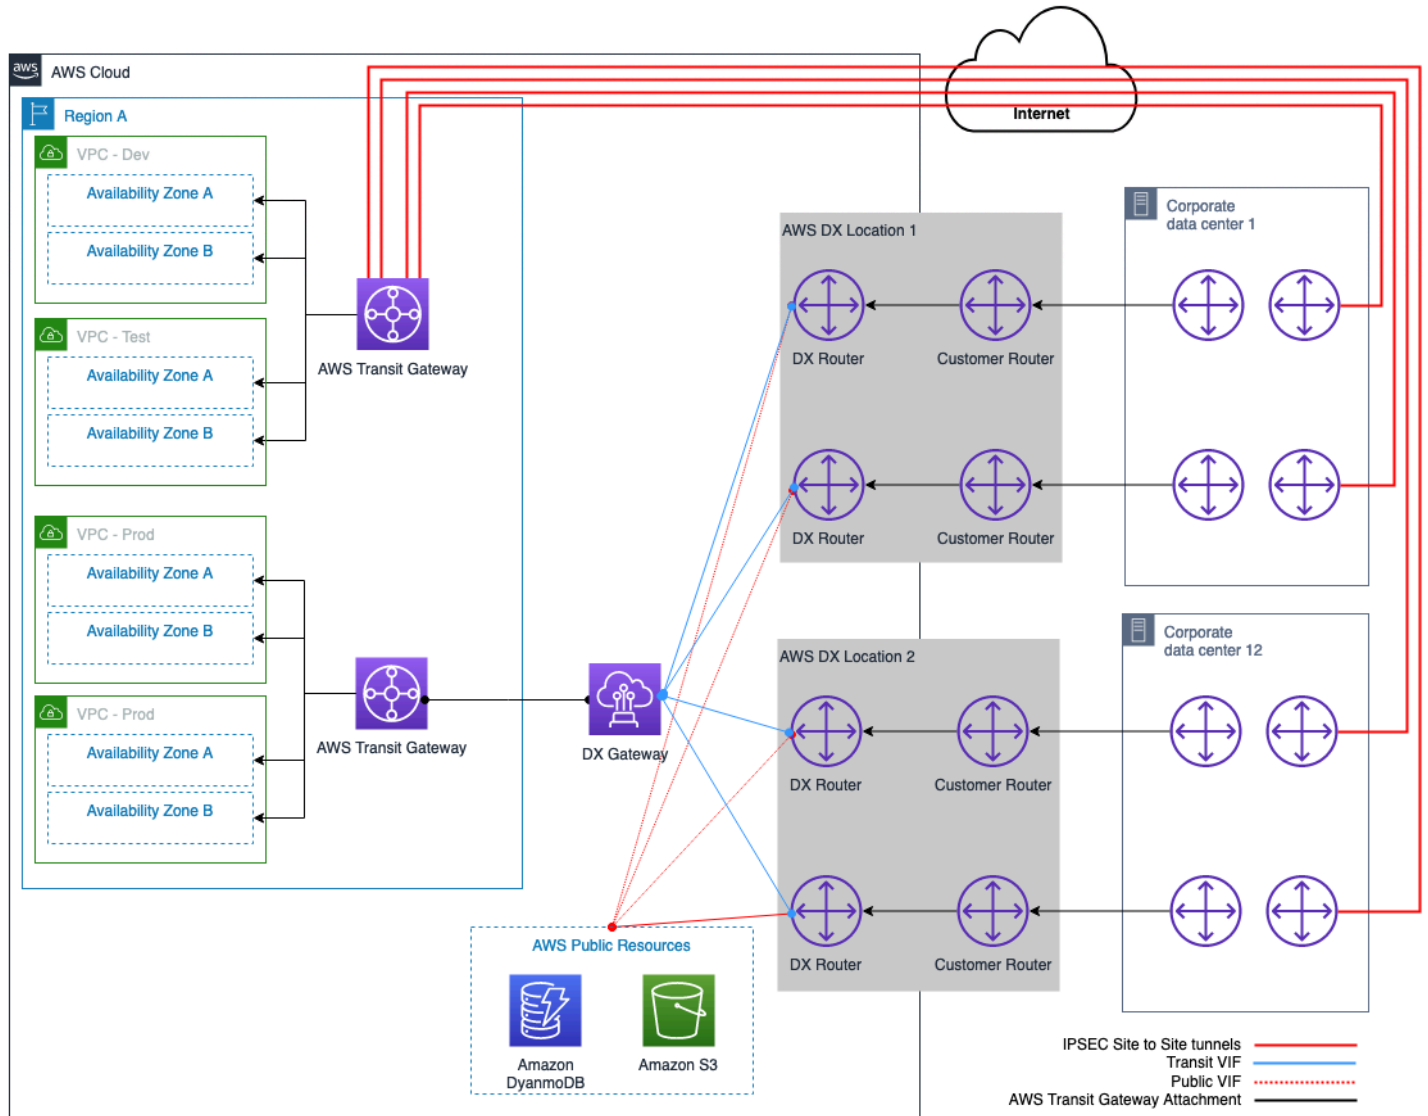 aws
AWS Cloud
Internet
Region A
VPC - Dev
Availability Zone A
Availability Zone B
VPC - Test
Availability Zone A
Availability Zone B
AWS Transit Gateway
VPC - Prod
Availability Zone A
Availability Zone B
VPC - Prod
Availability Zone A
Availability Zone B
AWS Transit Gateway
DX Gateway
AWS DX Location 1
DX Router
Customer Router
DX Router
Customer Router
Corporate
data center 1
AWS DX Location 2
DX Router
Customer Router
DX Router
Customer Router
Corporate
data center 12
AWS Public Resources
Amazon
DyanmoDB
Amazon S3
IPSEC Site to Site tunnels
Transit VIF
Public VIF
AWS Transit Gateway Attachment